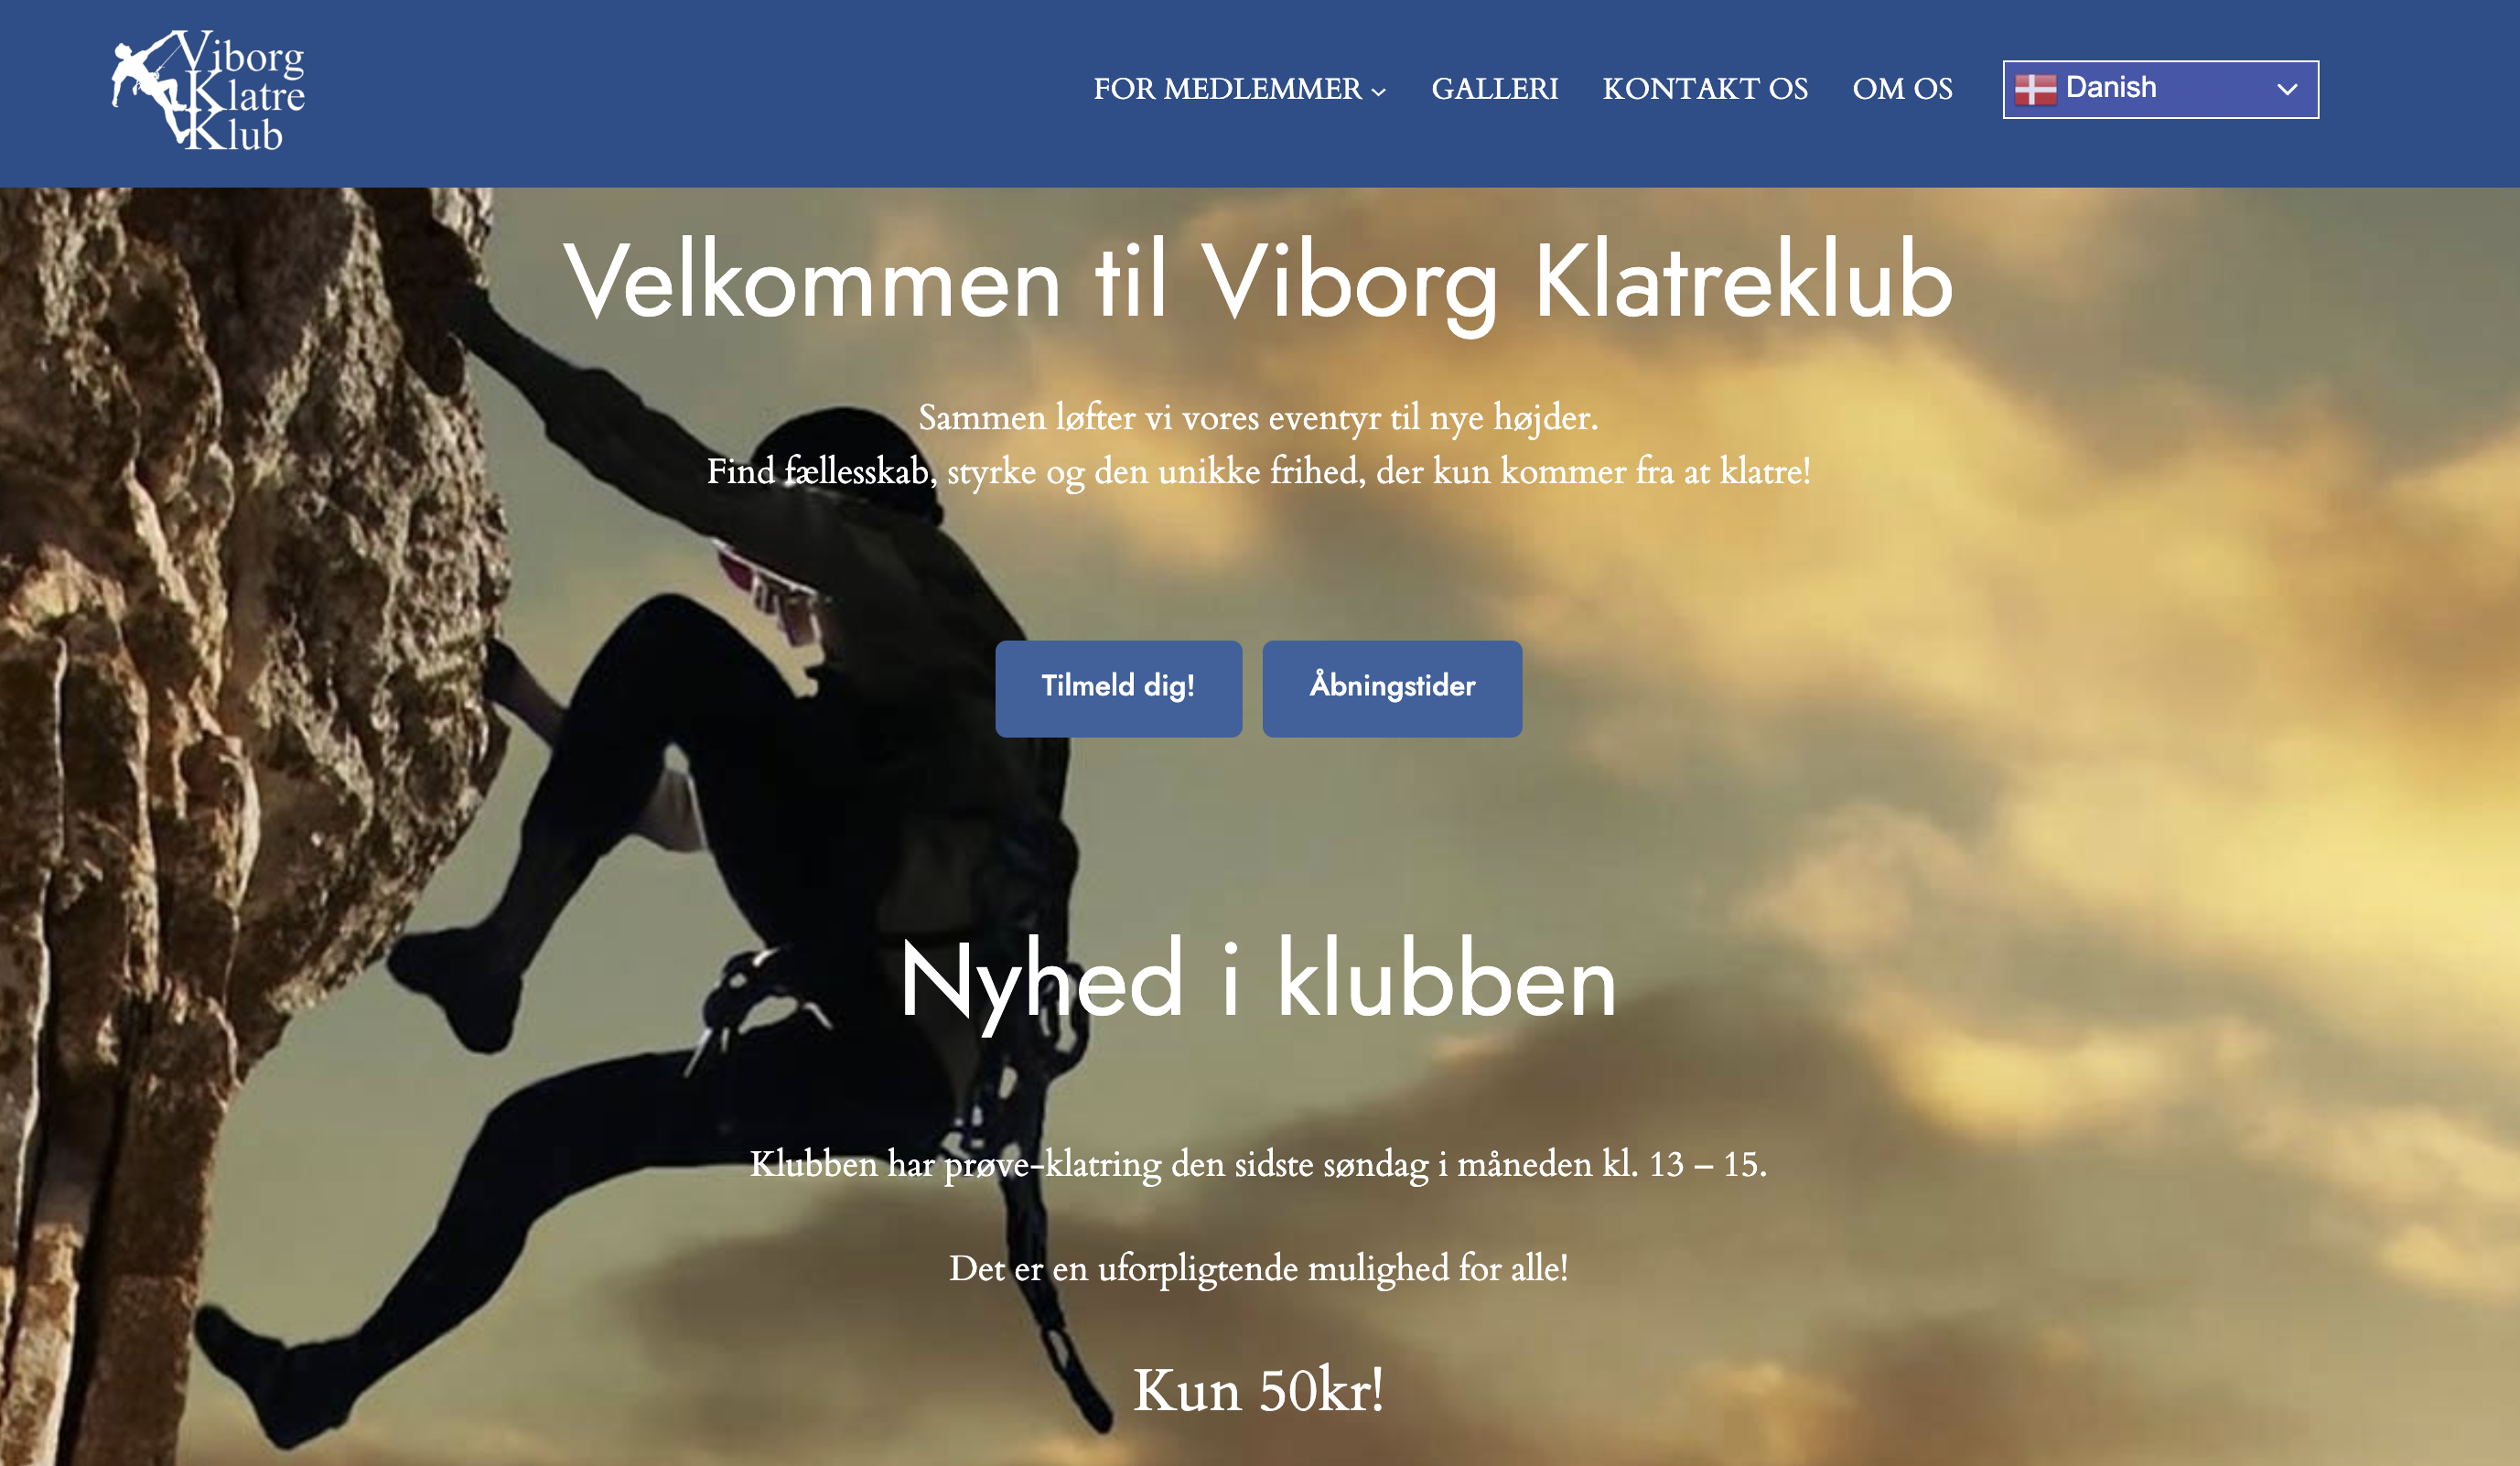 Viborg
Klatre
Klub
FOR MEDLEMMER
GALLERI
KONTAKT OS
OM OS
Danish
Velkommen til Viborg Klatreklub
Sammen løfter vi vores eventyr til nye højder.
Find fællesskab, styrke og den unikke frihed, der kun kommer fra at klatre!
Tilmeld dig!
Åbningstider
Nyhed i klubben
Klubben har prøve-klatring den sidste søndag i måneden kl. 13 – 15.
Det er en uforpligtende mulighed for alle!
Kun 50kr!